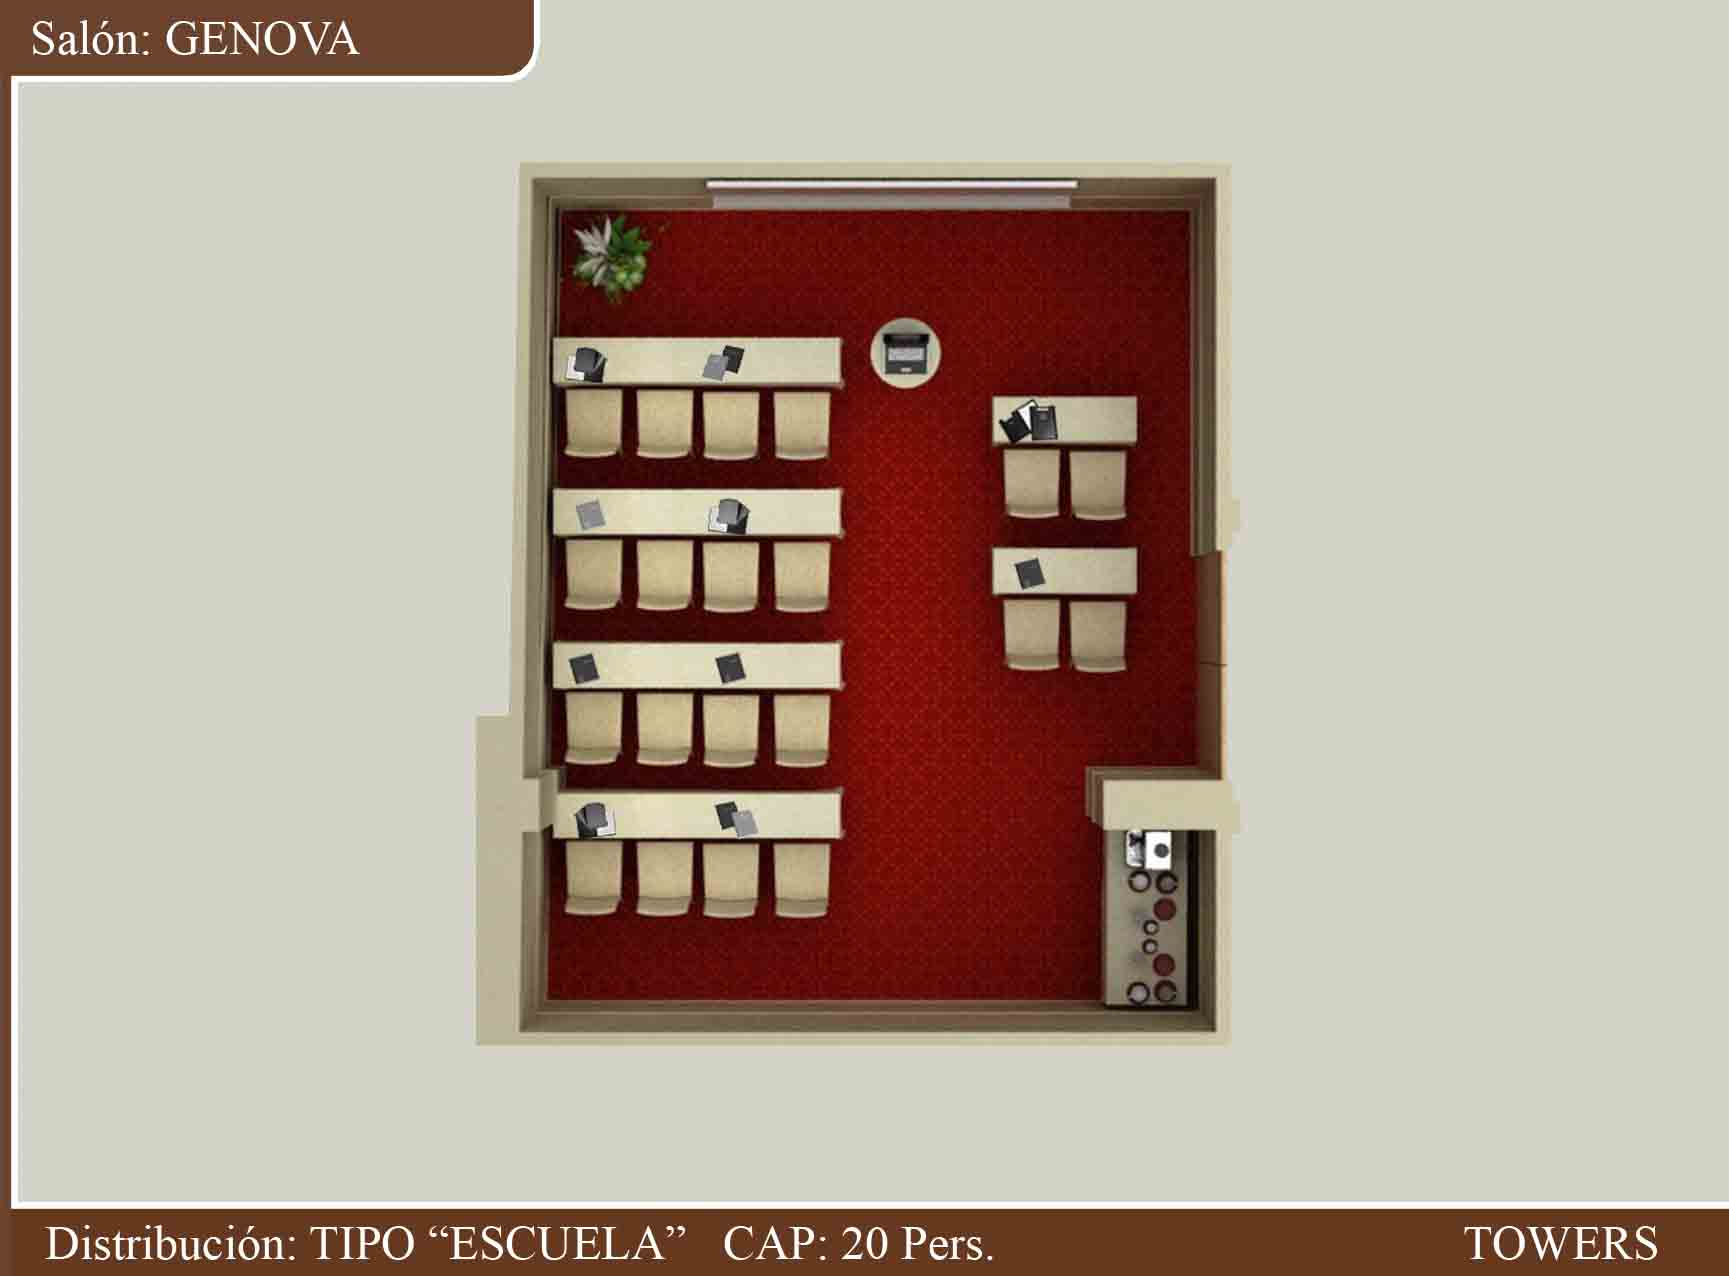 Salón: GENOVA
Distribución: TIPO “ESCUELA” CAP: 20 Pers.
TOWERS